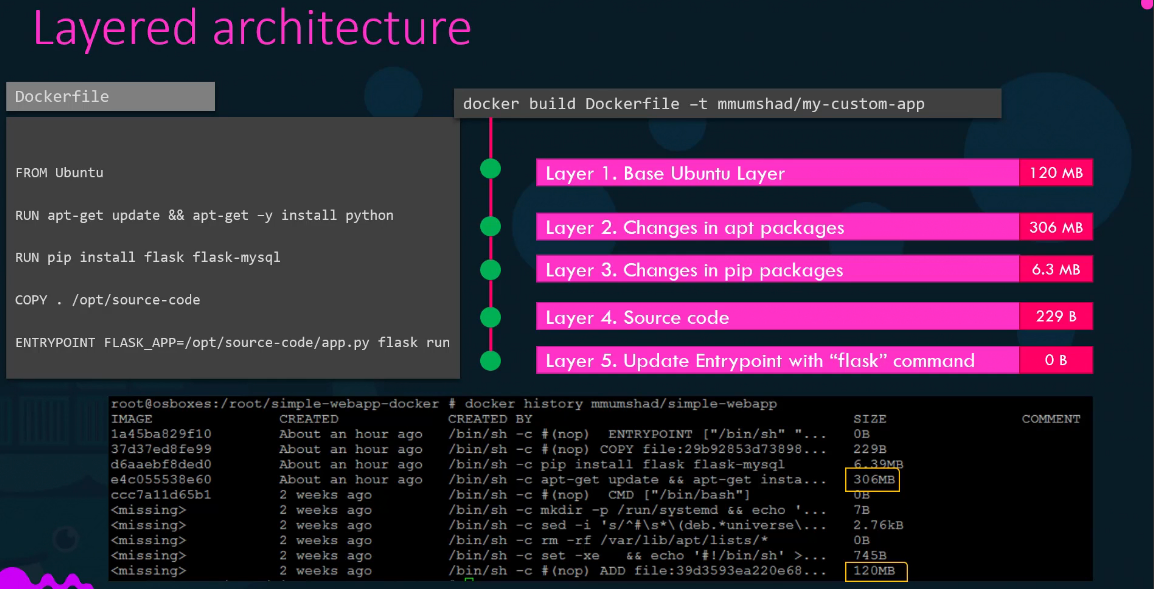 Layered architecture
Dockerfile
FROM Ubuntu
RUN apt-get update && apt-get –y install python
RUN pip install flask flask-mysql
COPY . /opt/source-code
ENTRYPOINT FLASK_APP=/opt/source-code/app.py flask run
docker build Dockerfile –t mmumshad/my-custom-app
Layer 1. Base Ubuntu Layer 120 MB
Layer 2. Changes in apt packages 306 MB
Layer 3. Changes in pip packages 6.3 MB
Layer 4. Source code 229 B
Layer 5. Update Entrypoint with “flask” command 0 B
root@osboxes:/root/simple-webapp-docker # docker history mmumshad/simple-webapp
IMAGE CREATED CREATED BY SIZE COMMENT
1a45ba829f10 About an hour ago /bin/sh -c #(nop) ENTRYPOINT ["/bin/sh" "... 0B
37d37ed8fe99 About an hour ago /bin/sh -c #(nop) COPY file:29b92853d73898... 229B
d6aaebf8ded0 About an hour ago /bin/sh -c pip install flask flask-mysql 6.39MB
e4c055538e60 About an hour ago /bin/sh -c apt-get update && apt-get insta... 306MB
ccc7a11d65b1 2 weeks ago /bin/sh -c #(nop) CMD ["/bin/bash"] 0B
<missing> 2 weeks ago /bin/sh -c mkdir -p /run/systemd && echo '... 7B
<missing> 2 weeks ago /bin/sh -c sed -i 's/^#\s*\(deb.*universe\... 2.76kB
<missing> 2 weeks ago /bin/sh -c rm -rf /var/lib/apt/lists/* 0B
<missing> 2 weeks ago /bin/sh -c set -xe && echo '#!/bin/sh' >... 745B
<missing> 2 weeks ago /bin/sh -c #(nop) ADD file:39d3593ea220e68... 120MB